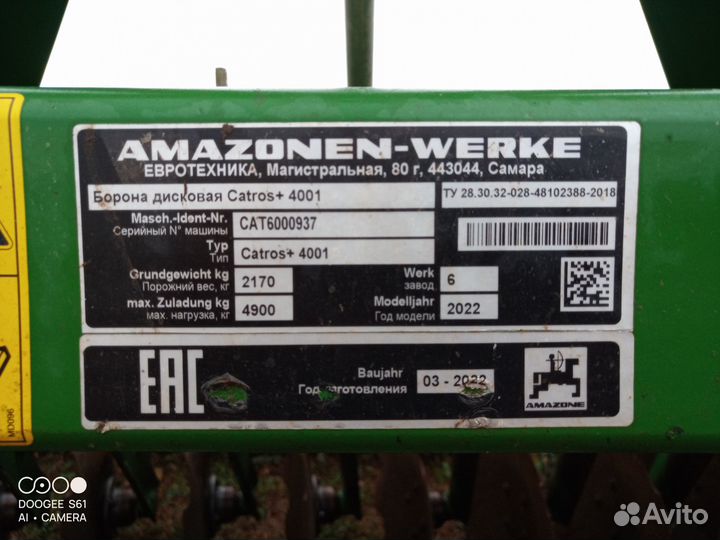 AMAZONEN-WERKE
ЕВРОТЕХНИКА, Магистральная, 80 г, 443044, Самара
Борона дисковая Catros+ 4001
ТУ 28.30.32-028-48102388-2018
Masch.-Ident-Nr.
Серийный N° машины
CAT6000937
Typ
Тип
Catros+ 4001
Grundgewicht kg
Порожний вес, кг
2170
Werk
завод
6
max. Zuladung kg
мах. нагрузка, кг
4900
Modelljahr
Год модели
2022
EAC
Baujahr
Год изготовления
03 - 2022
AMAZONE
MD096
DOOGEE S61
AI • CAMERA
Avito